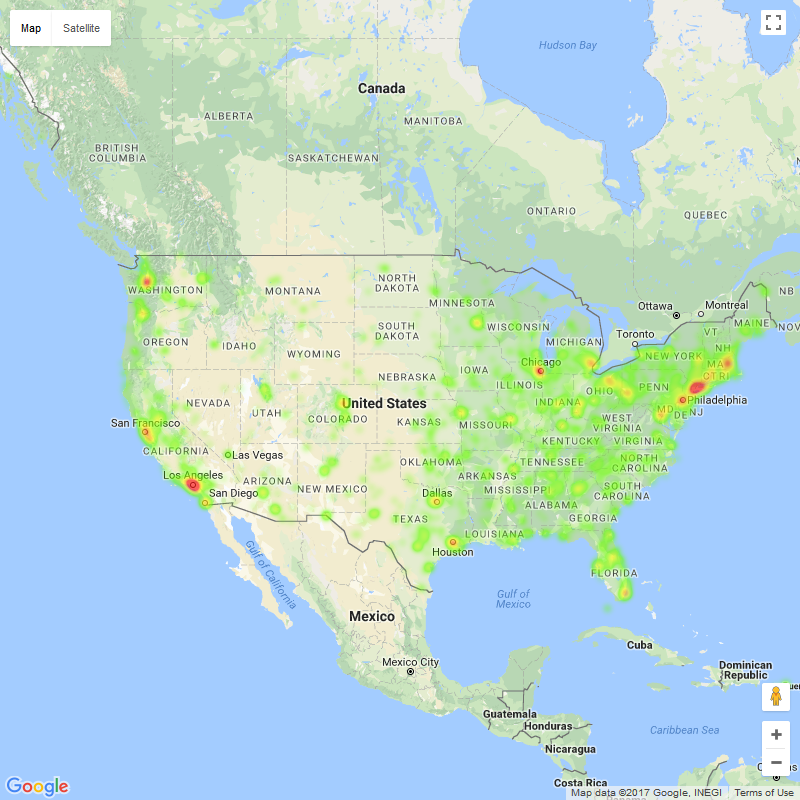 Map Satellite
Hudson Bay
Canada
ALBERTA
MANITOBA
BRITISH
COLUMBIA
SASKATCHEWAN
ONTARIO
QUEBEC
NORTH
DAKOTA
WASHINGTON
MONTANA
MINNESOTA
Ottawa
Montreal
NB
MAINE
NOV
VT
SOUTH
DAKOTA
WISCONSIN
Toronto
OREGON
IDAHO
MICHIGAN
NH
WYOMING
NEW YORK
MA
Chicago
IOWA
CT RI
NEBRASKA
ILLINOIS
OHIO
PENN
NEVADA
United States
INDIANA
Philadelphia
UTAH
MD
DE
NJ
COLORADO
San Francisco
KANSAS
MISSOURI
WEST
VIRGINIA
KENTUCKY
VIRGINIA
CALIFORNIA
Las Vegas
OKLAHOMA
TENNESSEE
NORTH
CAROLINA
Los Angeles
ARIZONA
ARKANSAS
NEW MEXICO
San Diego
Dallas
MISSISSIPPI
SOUTH
CAROLINA
ALABAMA
TEXAS
GEORGIA
LOUISIANA
Houston
Gulf of
California
FLORIDA
Gulf of
Mexico
Mexico
Cuba
Mexico City
Dominican
Republic
Guatemala
Honduras
Caribbean Sea
Nicaragua
Costa Rica
Panama
Google
Map data ©2017 Google, INEGI Terms of Use